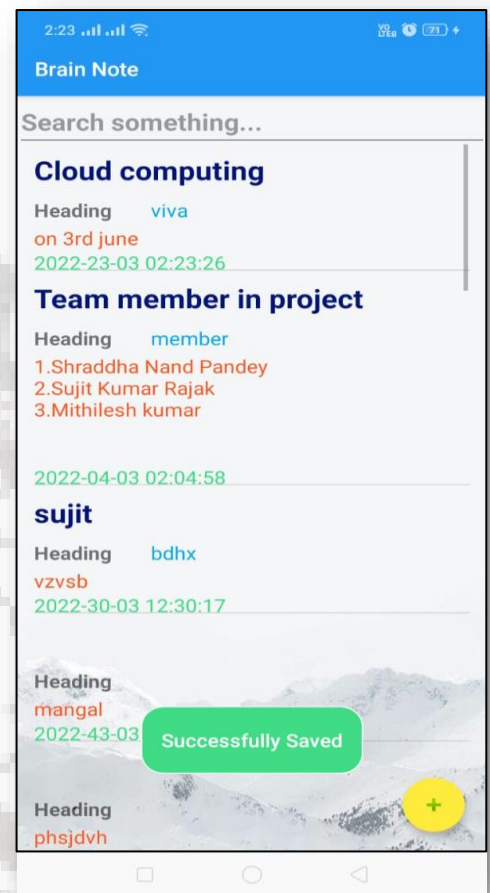 2:23
VO LTE2 71
Brain Note
Search something...
Cloud computing
Heading viva
on 3rd june
2022-23-03 02:23:26
Team member in project
Heading member
1.Shraddha Nand Pandey
2.Sujit Kumar Rajak
3.Mithilesh kumar
2022-04-03 02:04:58
sujit
Heading bdhx
vzvsb
2022-30-03 12:30:17
Heading
mangal
2022-43-03
Successfully Saved
+
Heading
phsjdvh